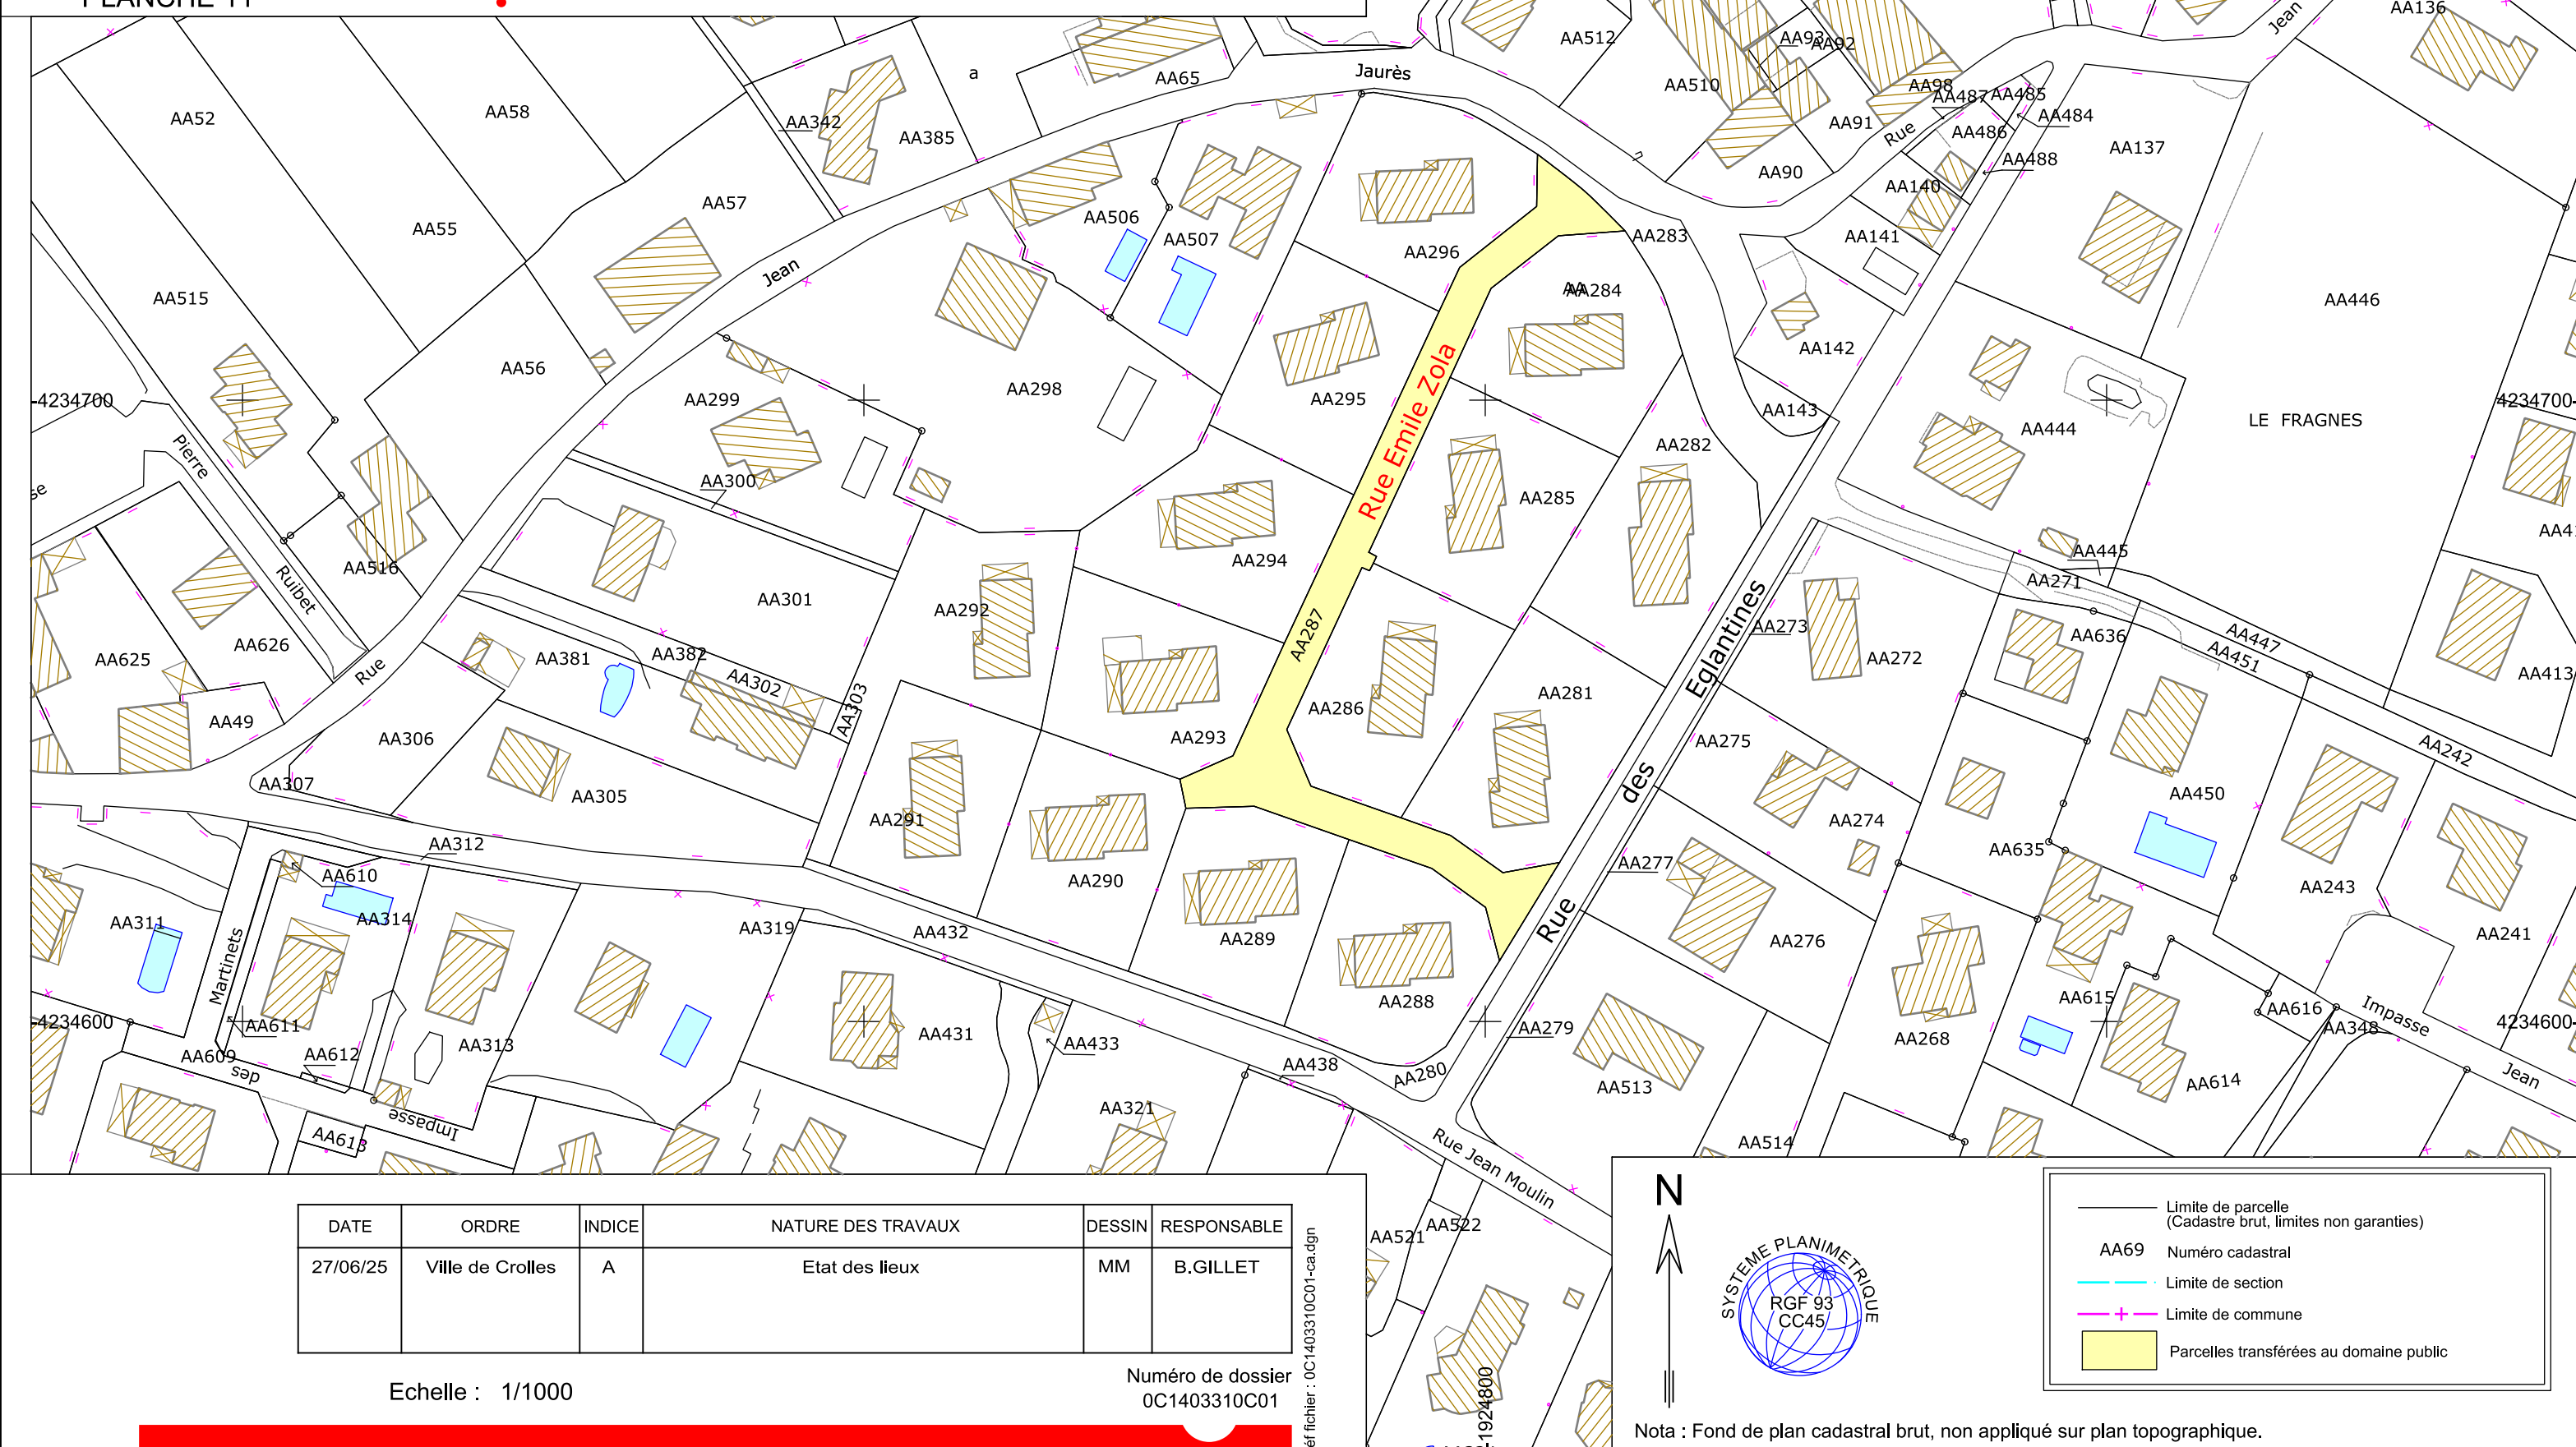 PLANCHE 11
AA136
Jean
AA512
AA93
AA92
Jaurès
a
AA65
AA510
AA98
AA487
AA485
AA52
AA58
AA342
AA385
AA91
Rue
AA486
AA484
AA137
AA488
AA90
AA140
AA57
AA506
AA507
AA55
AA296
AA283
AA141
Jean
AA
AA284
AA515
AA446
AA142
AA56
AA298
AA299
AA295
Rue Emile Zola
-4234700
4234700-
AA143
LE FRAGNES
AA444
AA282
Pierre
AA300
AA285
se
AA294
AA445
AA271
AA516
Ruibet
AA301
AA292
AA287
Eglantines
AA273
AA636
AA447
AA451
AA626
AA625
AA381
AA382
AA302
AA272
Rue
AA303
AA286
AA281
AA413
AA49
AA306
AA293
AA275
AA242
des
AA307
AA305
AA450
AA291
AA274
AA312
AA635
AA277
AA610
AA290
AA243
AA311
AA314
AA319
AA432
Rue
AA289
AA276
AA241
Martinets
AA288
AA615
AA616
Impasse
-4234600
AA611
AA431
AA279
AA348
4234600-
AA609
AA612
AA313
AA433
AA268
des
AA438
AA280
Jean
AA513
AA614
AA321
Impasse
AA613
AA514
Rue Jean Moulin
AA522
AA521
DATE ORDRE INDICE NATURE DES TRAVAUX DESSIN RESPONSABLE
27/06/25 Ville de Crolles A Etat des lieux MM B.GILLET
Echelle : 1/1000
Numéro de dossier
0C1403310C01
éf fichier : 0C1403310C01-ca.dgn
1924800
N
SYSTEME PLANIMETRIQUE
RGF 93
CC45
Limite de parcelle
(Cadastre brut, limites non garanties)
AA69 Numéro cadastral
Limite de section
Limite de commune
Parcelles transférées au domaine public
Nota : Fond de plan cadastral brut, non appliqué sur plan topographique.